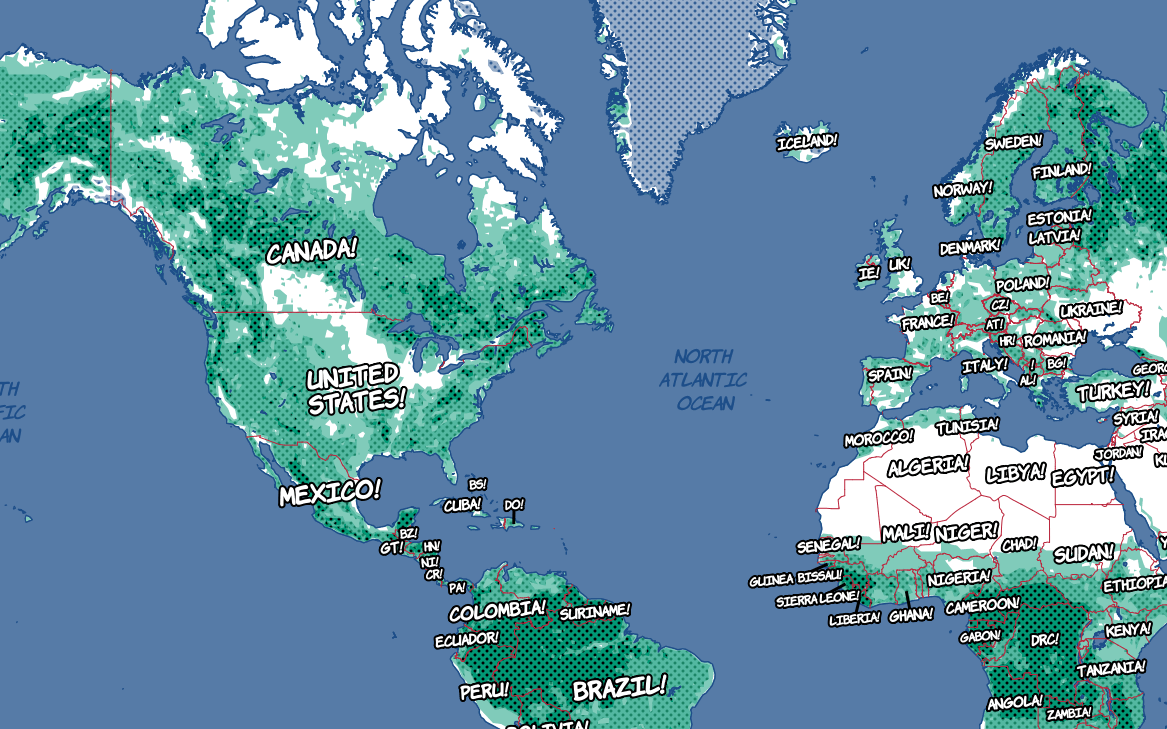 ICELAND!
SWEDEN!
FINLAND!
NORWAY!
ESTONIA!
LATVIA!
DENMARK!
CANADA!
IE!
UK!
POLAND!
BE!
CZ!
UKRAINE!
FRANCE!
AT!
HR!
ROMANIA!
NORTH
ATLANTIC
OCEAN
ITALY!
!
BG!
GEORG
UNITED
STATES!
SPAIN!
AL!
TURKEY!
TH
FIC
AN
SYRIA!
MOROCCO!
TUNISIA!
IRA
JORDAN!
ALGERIA!
LIBYA!
EGYPT!
MEXICO!
BS!
CUBA!
DO!
BZ!
GT!
HN!
NI!
CR!
PA!
MALI!
NIGER!
SENEGAL!
CHAD!
SUDAN!
GUINEA BISSAU!
NIGERIA!
ETHIOPIA
SIERRA LEONE!
LIBERIA!
GHANA!
CAMEROON!
COLOMBIA!
SURINAME!
ECUADOR!
GABON!
DRC!
KENYA!
TANZANIA!
PERU!
BRAZIL!
ANGOLA!
ZAMBIA!
BOLIVIA!